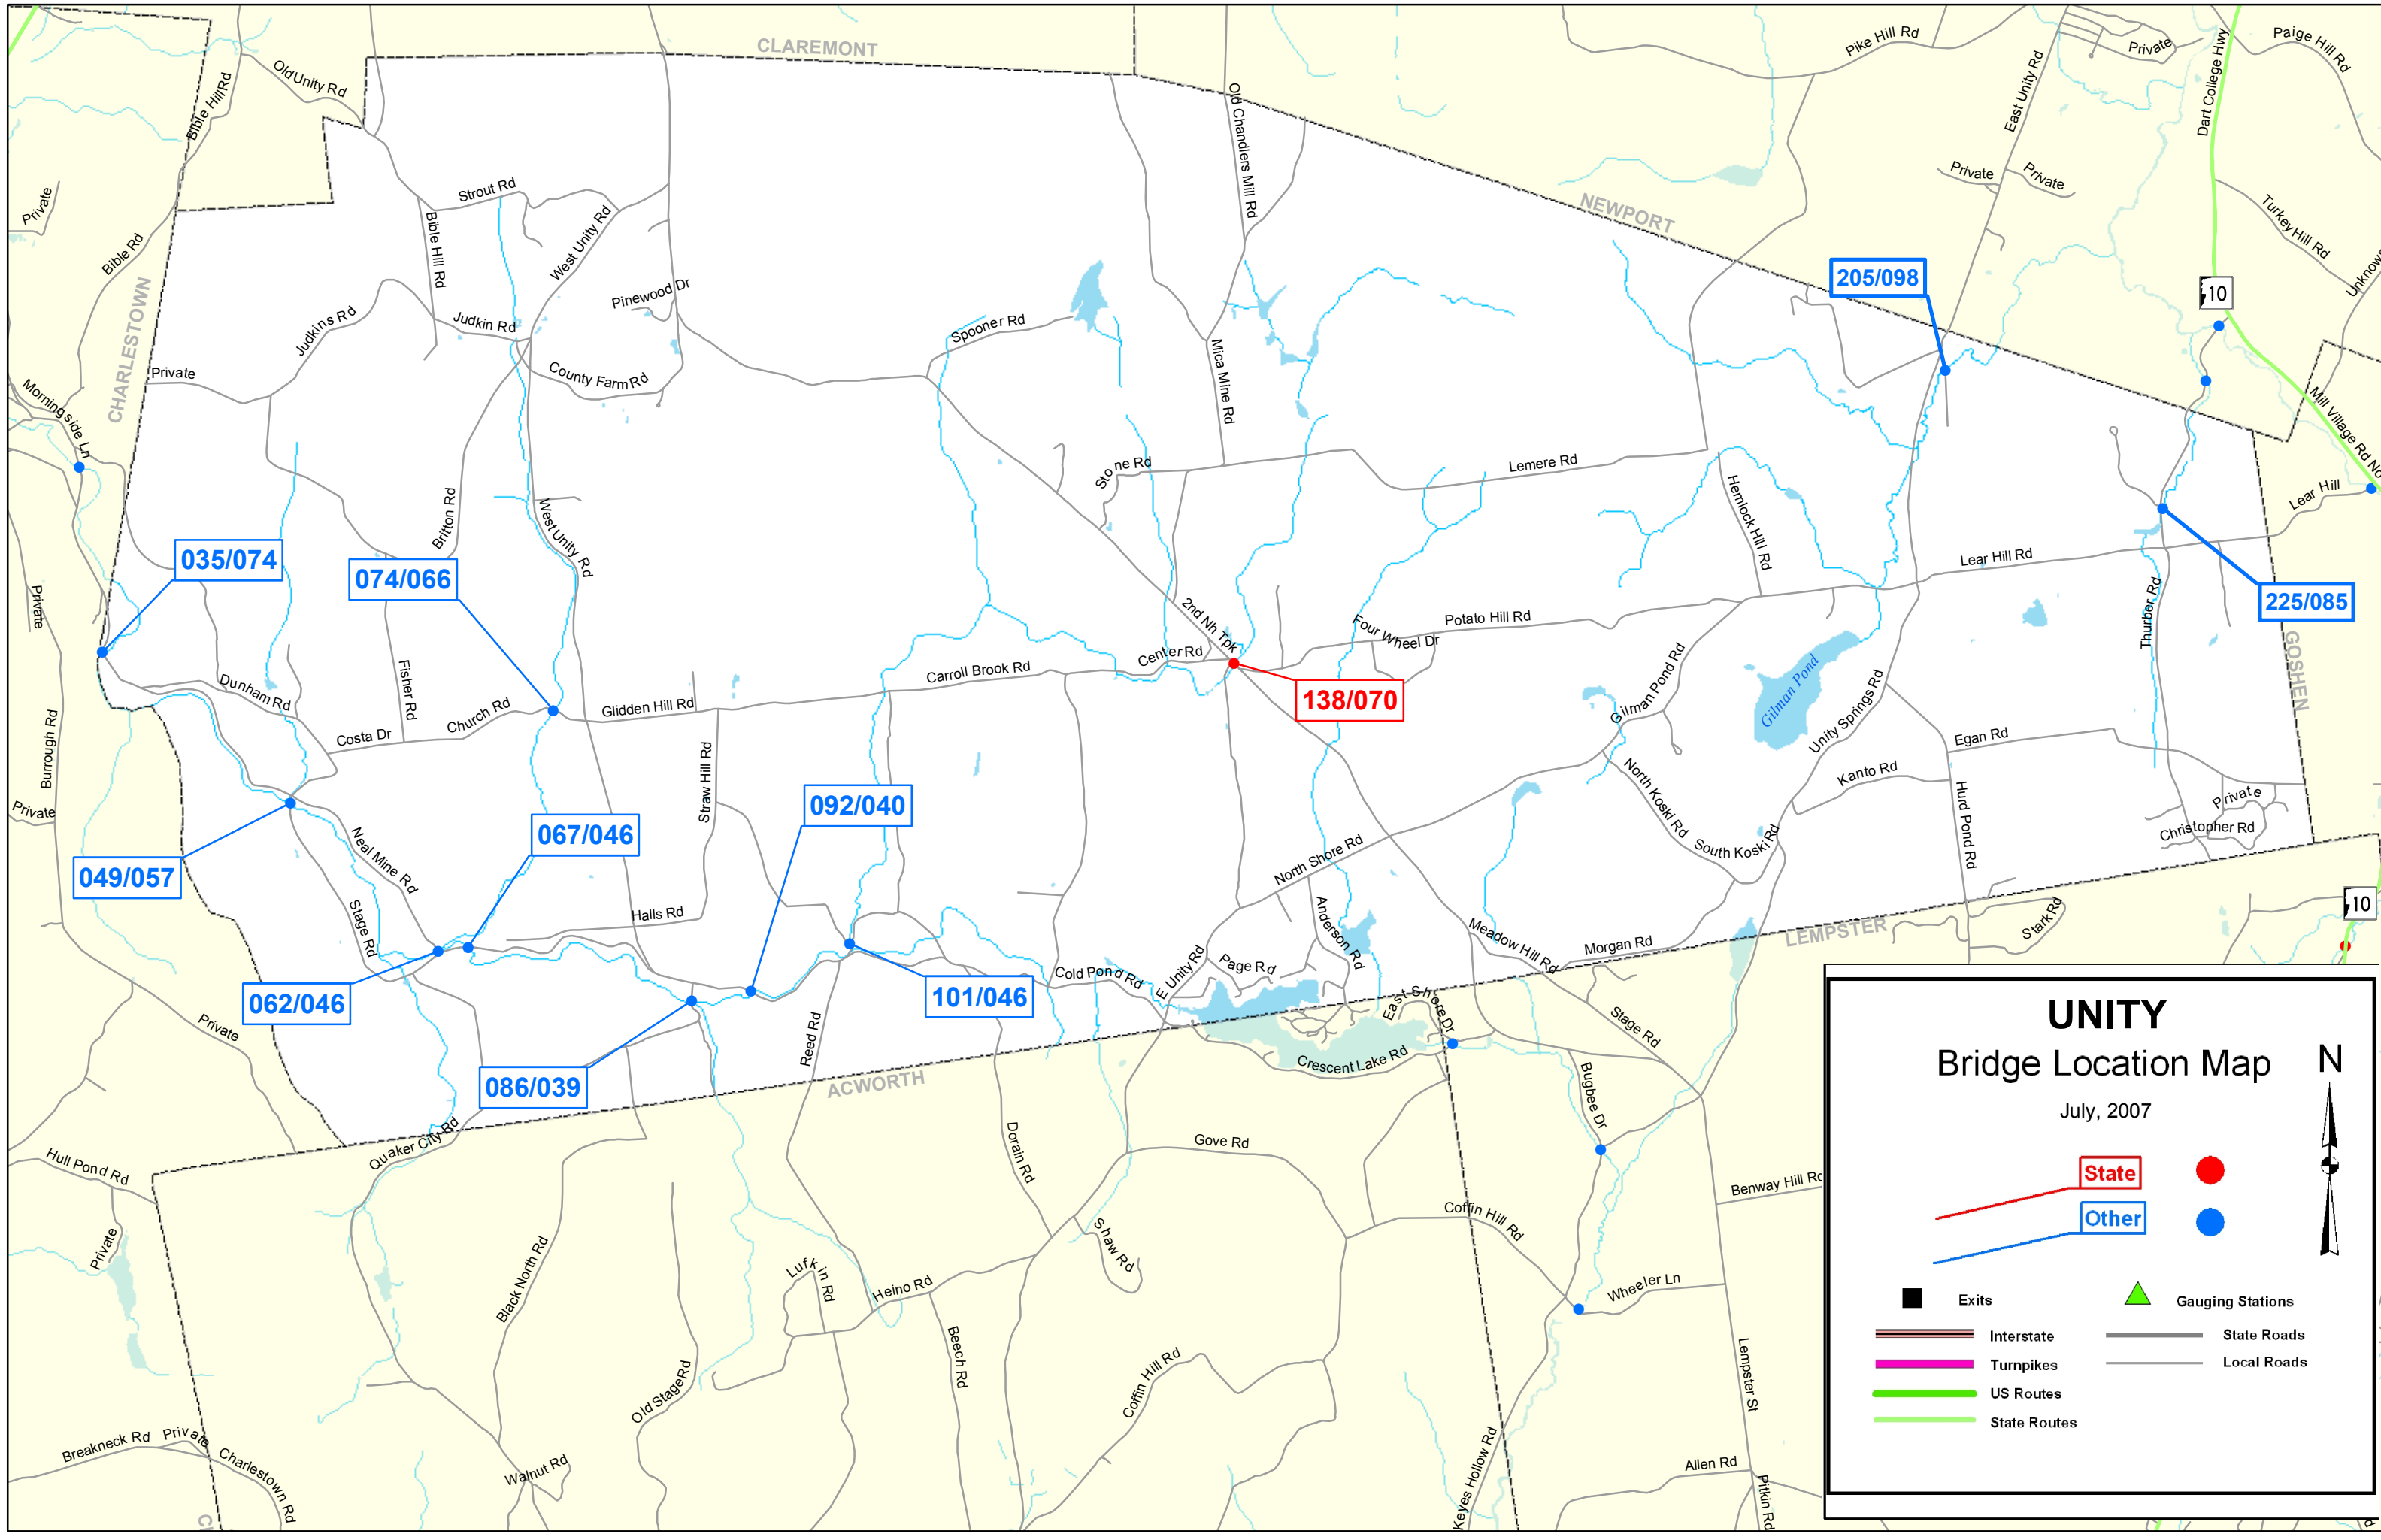 CLAREMONT
Pike Hill Rd
Private
Paige Hill Rd
Old Unity Rd
Bible Hill Rd
East Unity Rd
Dart College Hwy
Old Chandlers Mill Rd
Private
Private
Private
Strout Rd
NEWPORT
Turkey Hill Rd
Bible Hill Rd
West Unity Rd
Bible Rd
205/098
10
Pinewood Dr
CHARLESTOWN
Judkins Rd
Judkin Rd
Spooner Rd
Mica Mine Rd
Private
County Farm Rd
Morningside Ln
Mill Village Rd No
Stone Rd
Lemere Rd
Lear Hill
Britton Rd
West Unity Rd
Hemlock Hill Rd
035/074
074/066
Lear Hill Rd
225/085
Private
Thurber Rd
2nd Nh Tpk
Four Wheel Dr
Potato Hill Rd
Center Rd
Carroll Brook Rd
138/070
GOSHEN
Gilman Pond
Gilman Pond Rd
Unity Springs Rd
Dunham Rd
Fisher Rd
Church Rd
Glidden Hill Rd
Costa Dr
Burrough Rd
Straw Hill Rd
Egan Rd
Kanto Rd
North Koski Rd
Hurd Pond Rd
Private
Private
092/040
067/046
Christopher Rd
South Koski Rd
North Shore Rd
Neal Mine Rd
049/057
Halls Rd
Stage Rd
Anderson Rd
Meadow Hill Rd
Morgan Rd
LEMPSTER
Stark Rd
10
Page Rd
E Unity Rd
Cold Pond Rd
062/046
101/046
East Shore Dr
Private
Reed Rd
Stage Rd
Crescent Lake Rd
086/039
ACWORTH
Bugbee Dr
Quaker City Rd
Gove Rd
Dorain Rd
Hull Pond Rd
Benway Hill Rd
Private
Coffin Hill Rd
Shaw Rd
Black North Rd
Lufkin Rd
Heino Rd
Wheeler Ln
Beech Rd
Coffin Hill Rd
Old Stage Rd
Lempster St
Breakneck Rd
Private
Charlestown Rd
Walnut Rd
Keyes Hollow Rd
Allen Rd
Pitkin Rd
UNITY
Bridge Location Map
July, 2007
N
State
Other
Exits
Gauging Stations
Interstate
State Roads
Turnpikes
Local Roads
US Routes
State Routes